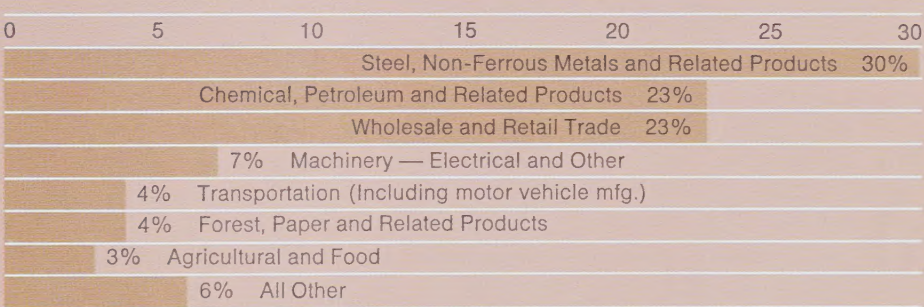 0 5 10 15 20 25 30
Steel, Non-Ferrous Metals and Related Products 30%
Chemical, Petroleum and Related Products 23%
Wholesale and Retail Trade 23%
7% Machinery — Electrical and Other
4% Transportation (Including motor vehicle mfg.)
4% Forest, Paper and Related Products
3% Agricultural and Food
6% All Other